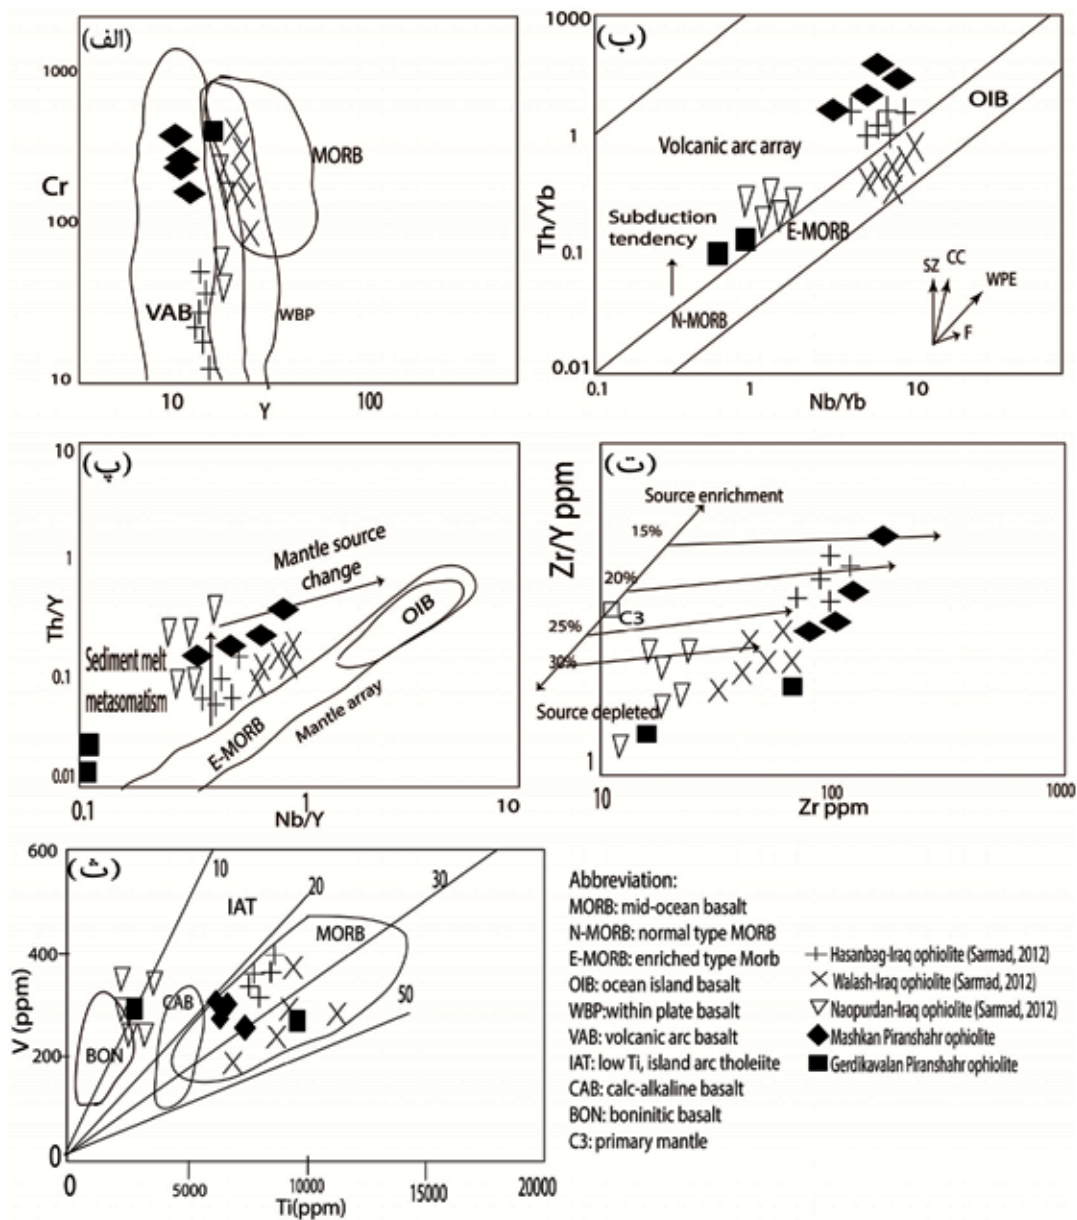 (الف)
1000
Cr
100
10
MORB
VAB
WBP
10
Y
100
(ب)
1000
1
Th/Yb
0.1
0.01
Volcanic arc array
OIB
Subduction
tendency
E-MORB
N-MORB
SZ
CC
WPE
F
0.1
1
10
Nb/Yb
(پ)
10
1
Th/Y
0.1
0.01
Mantle source
change
OIB
Sediment melt
metasomatism
E-MORB
Mantle array
0.1
1
10
Nb/Y
(ت)
Zr/Y ppm
Source enrichment
15%
20%
C3
25%
30%
Source depleted
1
10
100
1000
Zr ppm
(ث)
600
400
V (ppm)
200
0
10
20
30
IAT
MORB
50
CAB
BON
0
5000
10000
15000
20000
Ti(ppm)
Abbreviation:
MORB: mid-ocean basalt
N-MORB: normal type MORB
E-MORB: enriched type Morb
OIB: ocean island basalt
WBP:within plate basalt
VAB: volcanic arc basalt
IAT: low Ti, island arc tholeiite
CAB: calc-alkaline basalt
BON: boninitic basalt
C3: primary mantle
Hasanbag-Iraq ophiolite (Sarmad, 2012)
Walash-Iraq ophiolite (Sarmad, 2012)
Naopurdan-Iraq ophiolite (Sarmad, 2012)
Mashkan Piranshahr ophiolite
Gerdikavalan Piranshahr ophiolite